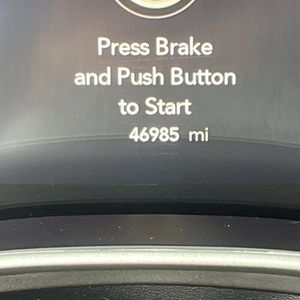 Press Brake
and Push Button
to Start
46985 mi